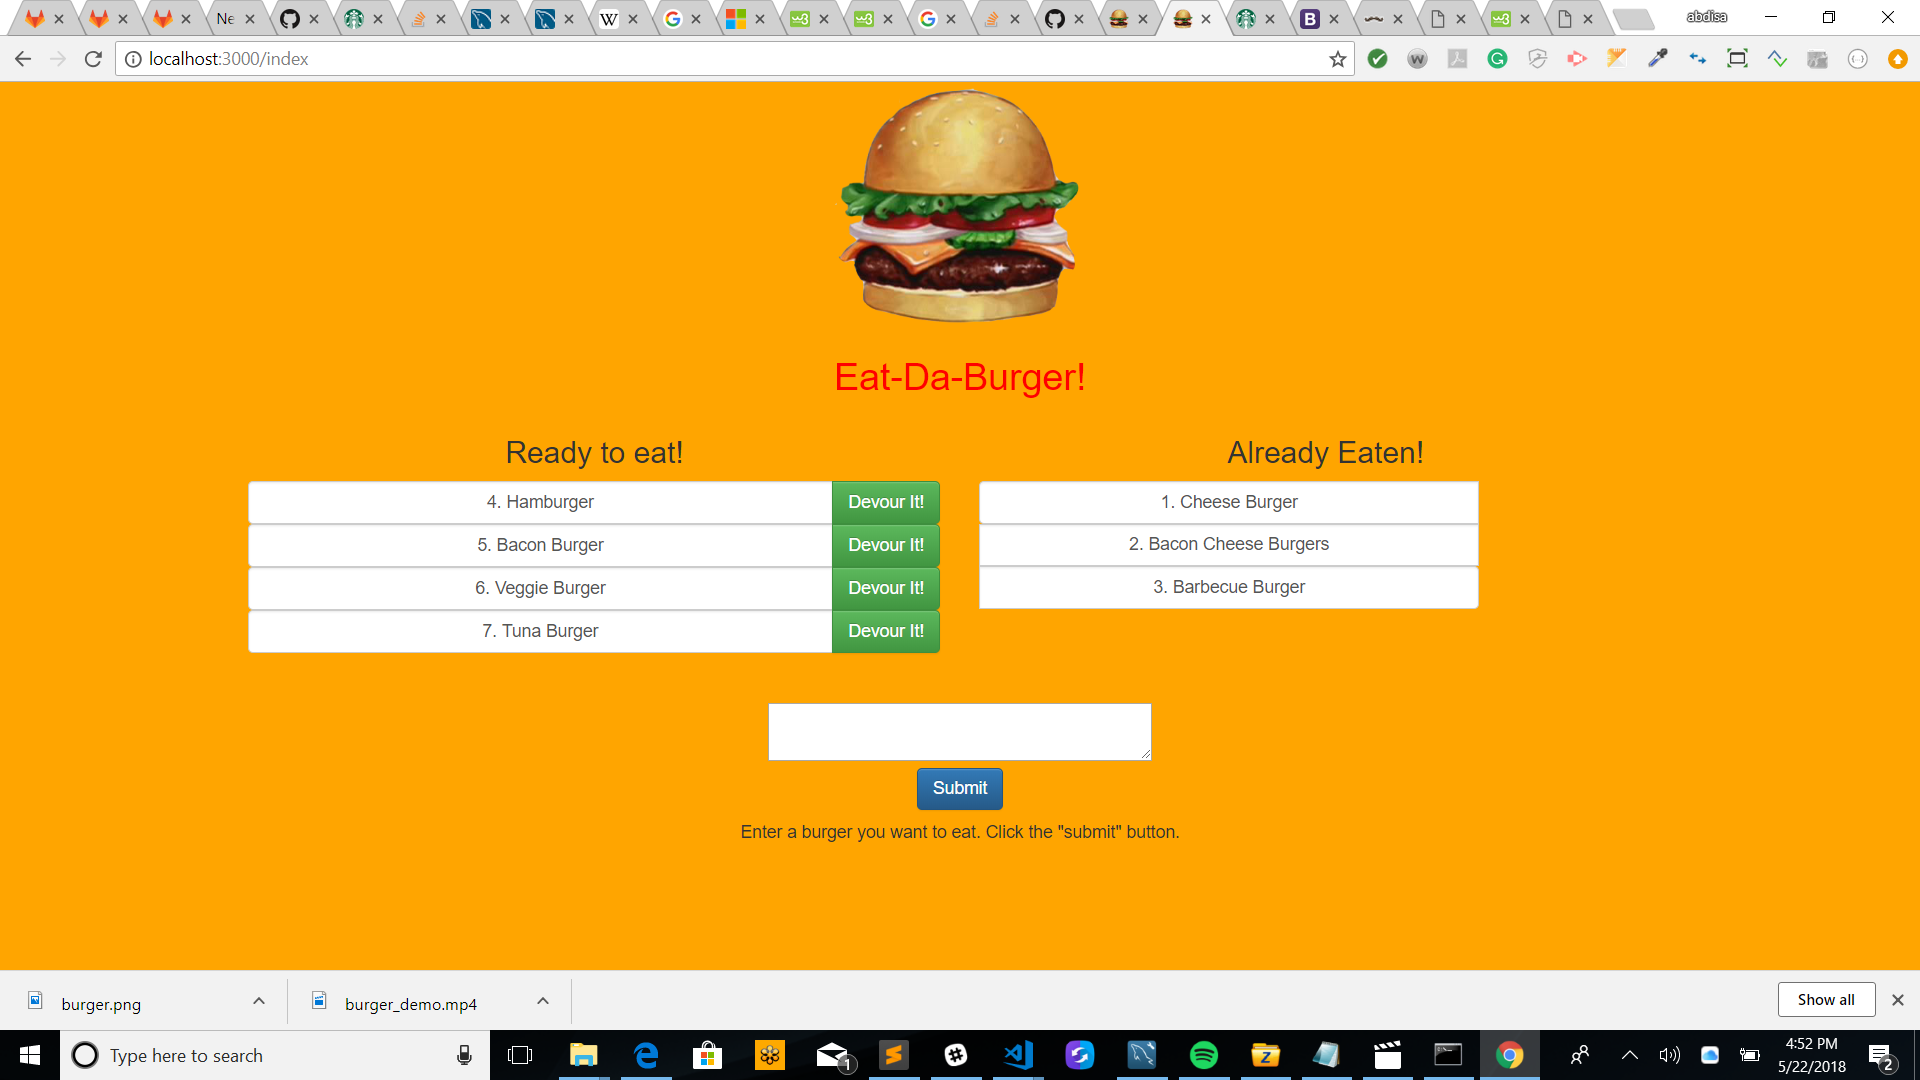 Ne
abdisa
localhost:3000/index
Eat-Da-Burger!
Ready to eat!
4. Hamburger
Devour It!
5. Bacon Burger
Devour It!
6. Veggie Burger
Devour It!
7. Tuna Burger
Devour It!
Already Eaten!
1. Cheese Burger
2. Bacon Cheese Burgers
3. Barbecue Burger
Submit
Enter a burger you want to eat. Click the "submit" button.
burger.png
burger_demo.mp4
Show all
Type here to search
1
4:52 PM
5/22/2018
2